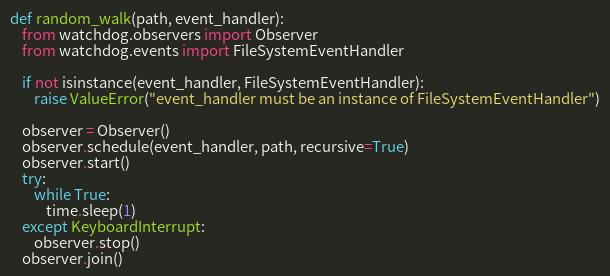 def random_walk(path, event_handler):
    from watchdog.observers import Observer
    from watchdog.events import FileSystemEventHandler

    if not isinstance(event_handler, FileSystemEventHandler):
        raise ValueError("event_handler must be an instance of FileSystemEventHandler")

    observer = Observer()
    observer.schedule(event_handler, path, recursive=True)
    observer.start()
    try:
        while True:
            time.sleep(1)
    except KeyboardInterrupt:
        observer.stop()
    observer.join()